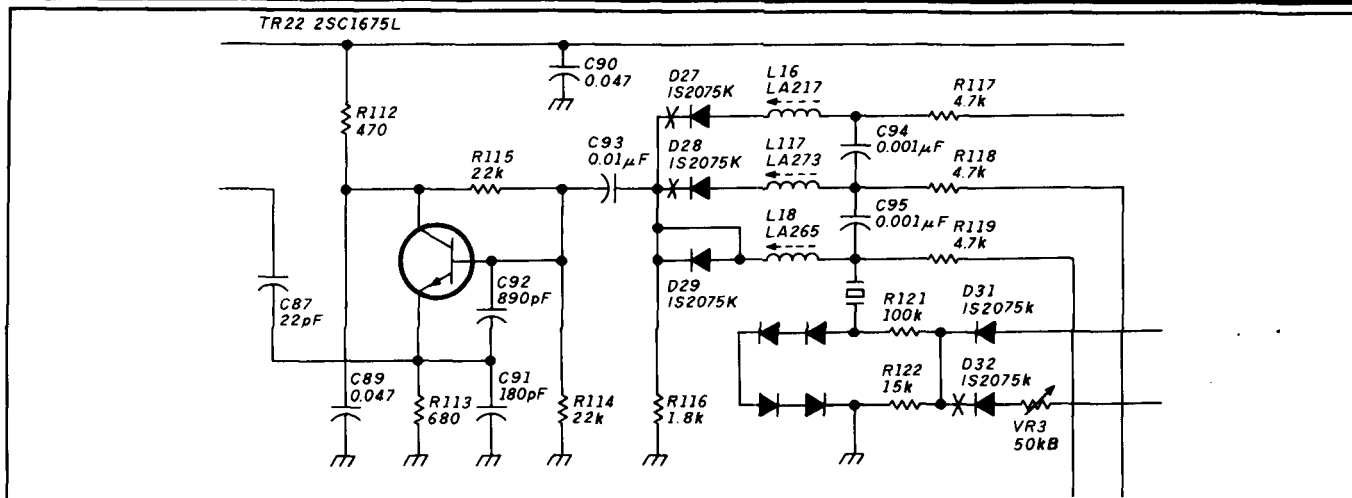 TR22 2SC1675L
C90
0.047
R112
470
D27
IS2075K
L16
LA217
R117
4.7k
C94
0.001μF
R115
22k
C93
0.01μF
D28
IS2075K
L117
LA273
R118
4.7k
C95
0.001μF
L18
LA265
R119
4.7k
D29
IS2075K
C92
890pF
C87
22pF
R121
100k
D31
IS2075k
R122
15k
D32
IS2075k
C89
0.047
R113
680
C91
180pF
R114
22k
R116
1.8k
VR3
50kB